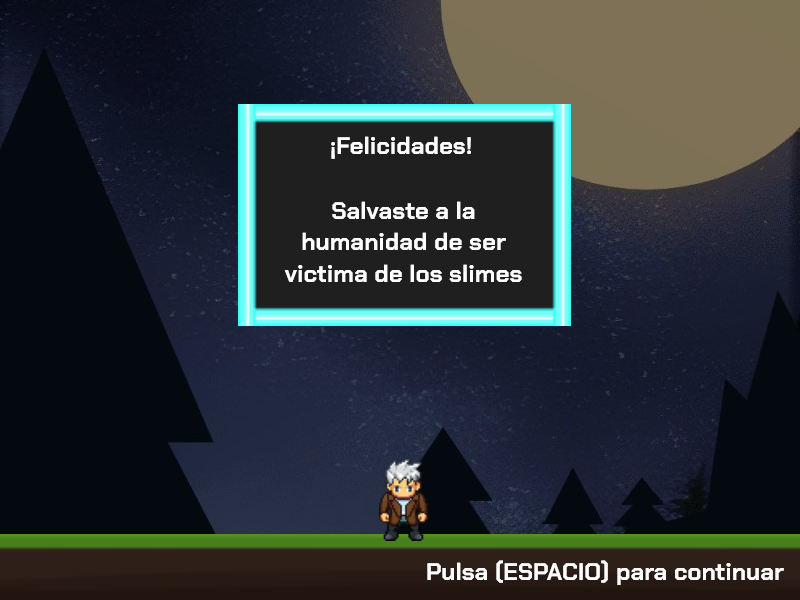 ¡Felicidades!
Salvaste a la
humanidad de ser
victima de los slimes
Pulsa (ESPACIO) para continuar